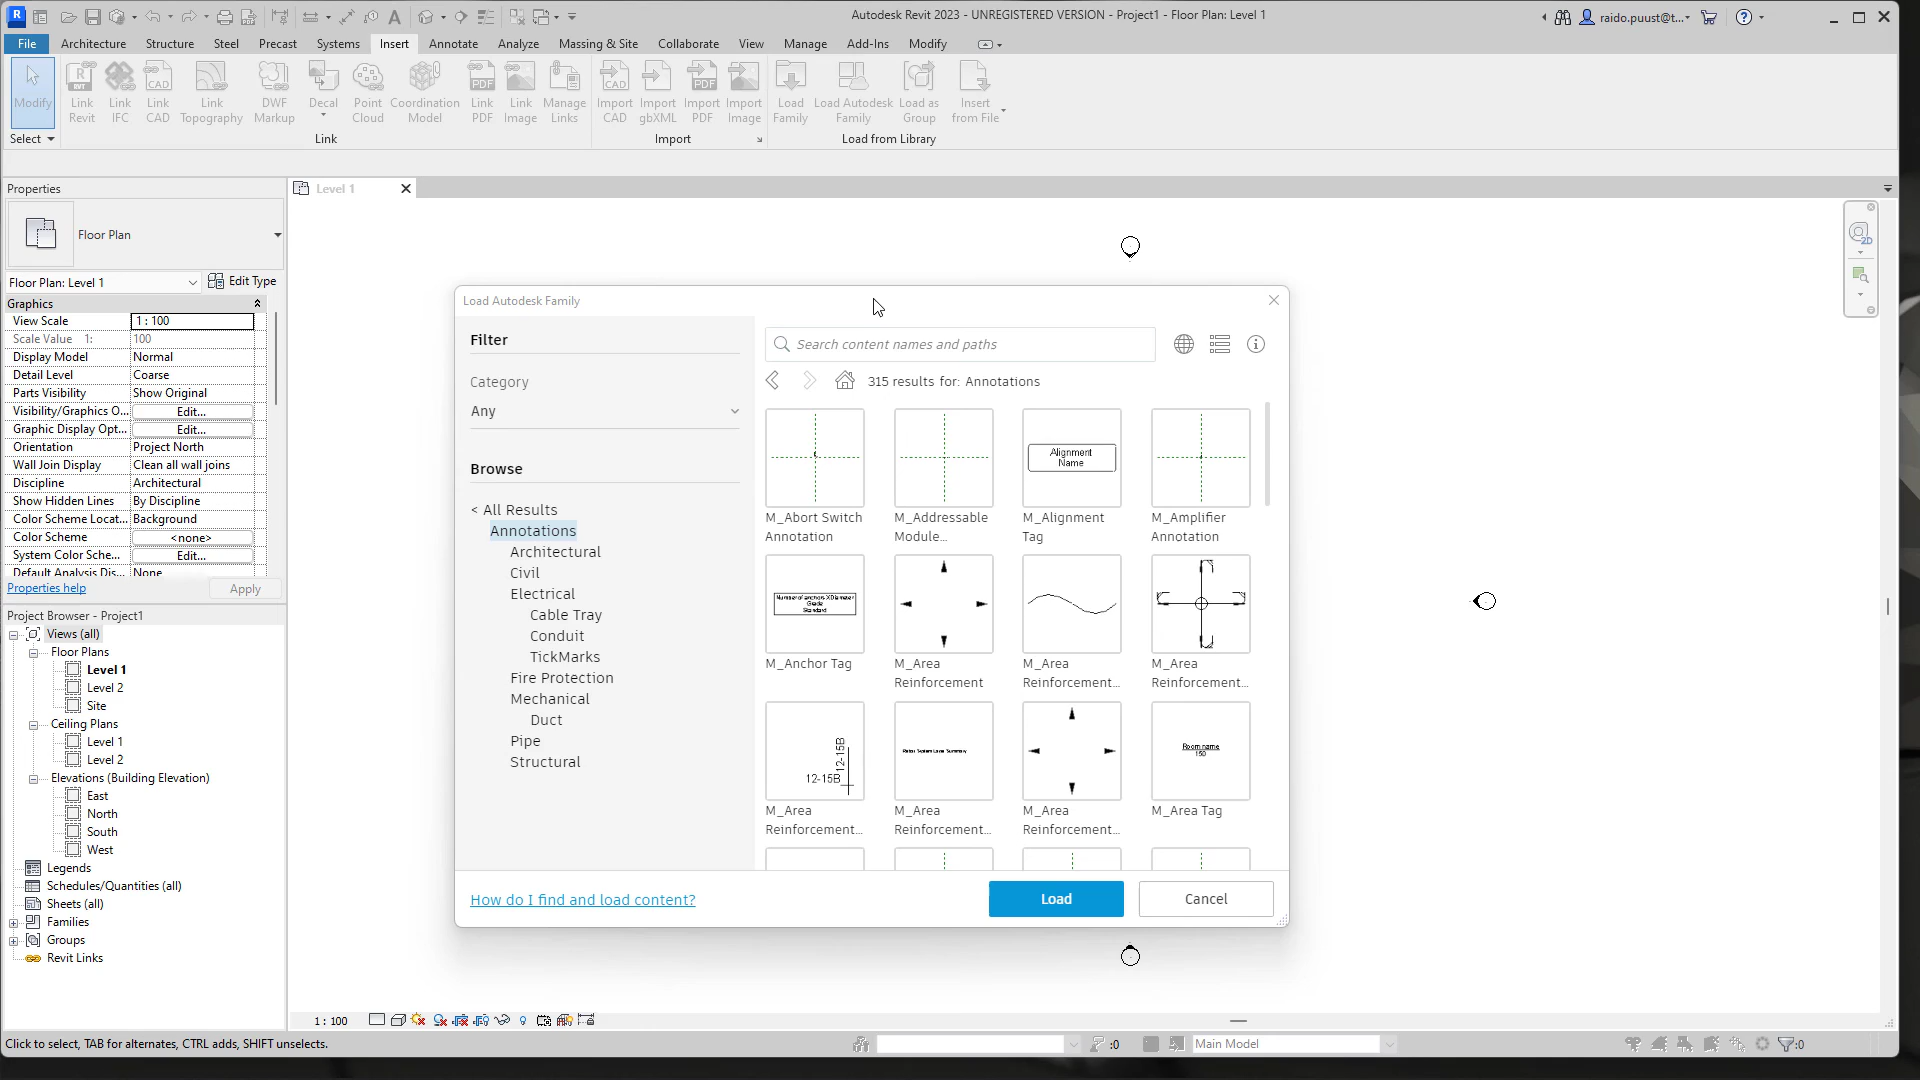 Autodesk Revit 2023 - UNREGISTERED VERSION - Project1 - Floor Plan: Level 1
raido.puust@t...
File Architecture Structure Steel Precast Systems Insert Annotate Analyze Massing & Site Collaborate View Manage Add-Ins Modify
Modify
Link Revit
Link IFC
Link CAD
Link Topography
DWF Markup
Decal
Point Cloud
Coordination Model
Link PDF
Link Image
Manage Links
Import CAD
Import gbXML
Import PDF
Import Image
Load Family
Load Autodesk Family
Load as Group
Insert from File
Select
Link
Import
Load from Library
Properties
Level 1
Floor Plan
Floor Plan: Level 1
Edit Type
Graphics
View Scale 1 : 100
Scale Value 1: 100
Display Model Normal
Detail Level Coarse
Parts Visibility Show Original
Visibility/Graphics O... Edit...
Graphic Display Opt... Edit...
Orientation Project North
Wall Join Display Clean all wall joins
Discipline Architectural
Show Hidden Lines By Discipline
Color Scheme Locat... Background
Color Scheme <none>
System Color Sche... Edit...
Default Analysis Dis... None
Properties help
Apply
Project Browser - Project1
Views (all)
Floor Plans
Level 1
Level 2
Site
Ceiling Plans
Level 1
Level 2
Elevations (Building Elevation)
East
North
South
West
Legends
Schedules/Quantities (all)
Sheets (all)
Families
Groups
Revit Links
Load Autodesk Family
Filter
Category
Any
Browse
< All Results
Annotations
Architectural
Civil
Electrical
Cable Tray
Conduit
TickMarks
Fire Protection
Mechanical
Duct
Pipe
Structural
Search content names and paths
315 results for: Annotations
Alignment
Name
M_Abort Switch Annotation
M_Addressable Module...
M_Alignment Tag
M_Amplifier Annotation
Number of anchors X Diameter
Grade
Standard
M_Anchor Tag
M_Area Reinforcement
M_Area Reinforcement...
M_Area Reinforcement...
12-15B
12-15B
Room name
150
M_Area Reinforcement...
M_Area Reinforcement...
M_Area Reinforcement...
M_Area Tag
How do I find and load content?
Load
Cancel
2D
1 : 100
Click to select, TAB for alternates, CTRL adds, SHIFT unselects.
:0
Main Model
:0